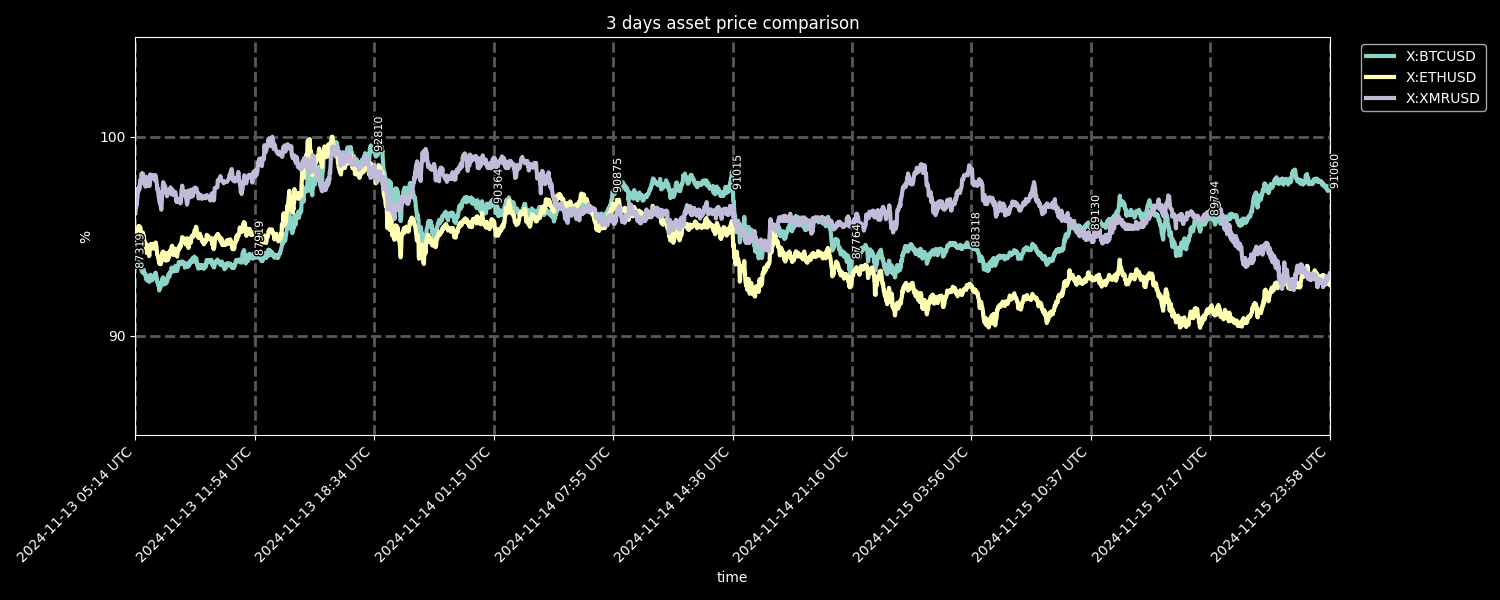 3 days asset price comparison
X:BTCUSD
X:ETHUSD
X:XMRUSD
%
100
90
87319
87919
92810
90364
90875
91015
87764
88318
89130
89794
91060
2024-11-13 05:14 UTC
2024-11-13 11:54 UTC
2024-11-13 18:34 UTC
2024-11-14 01:15 UTC
2024-11-14 07:55 UTC
2024-11-14 14:36 UTC
2024-11-14 21:16 UTC
2024-11-15 03:56 UTC
2024-11-15 10:37 UTC
2024-11-15 17:17 UTC
2024-11-15 23:58 UTC
time